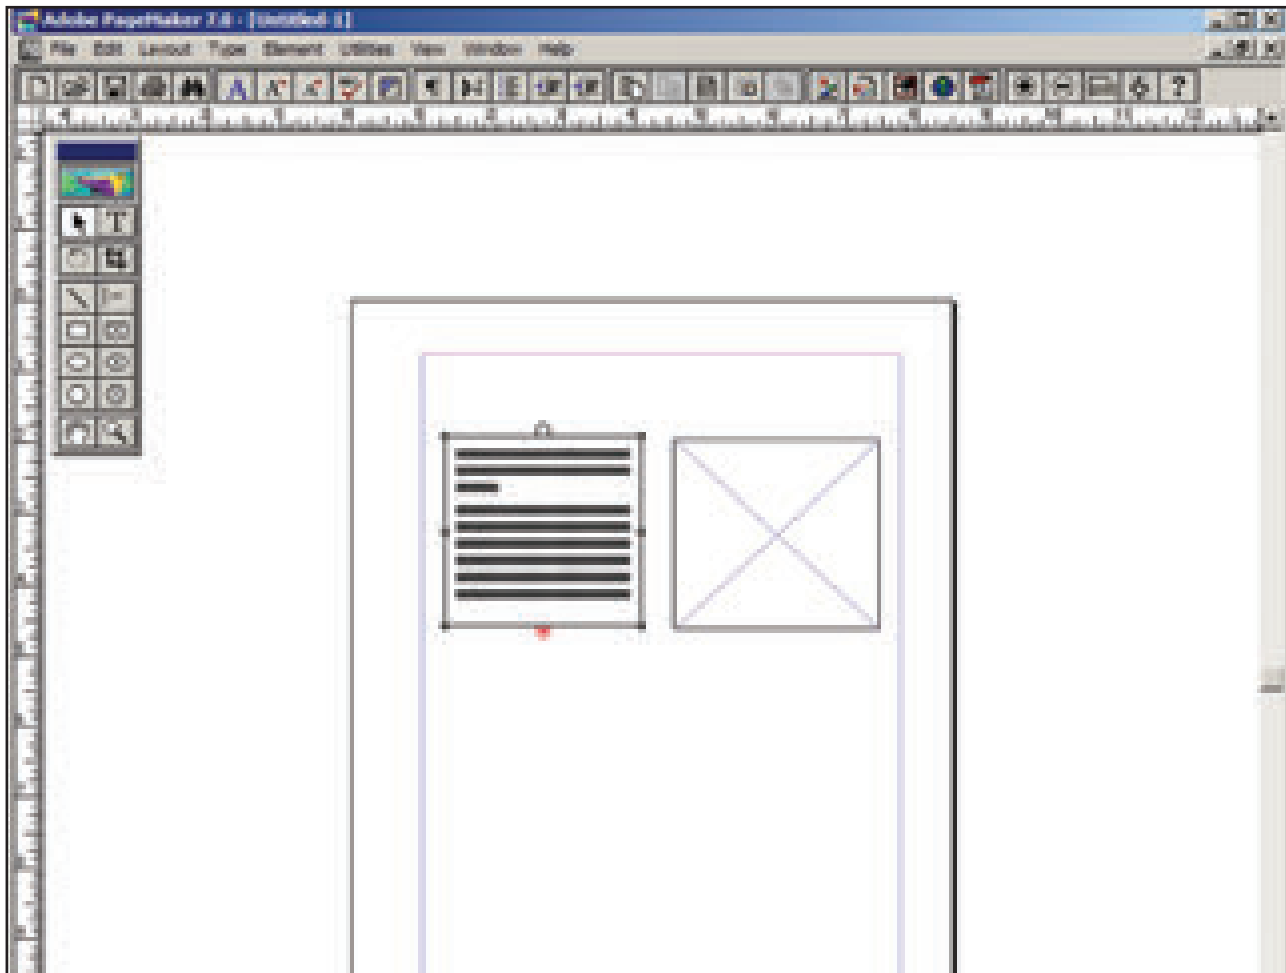 Adobe PageMaker 7.0 - [Untitled-1]
File Edit Layout Type Element Utilities View Window Help
A
T
?